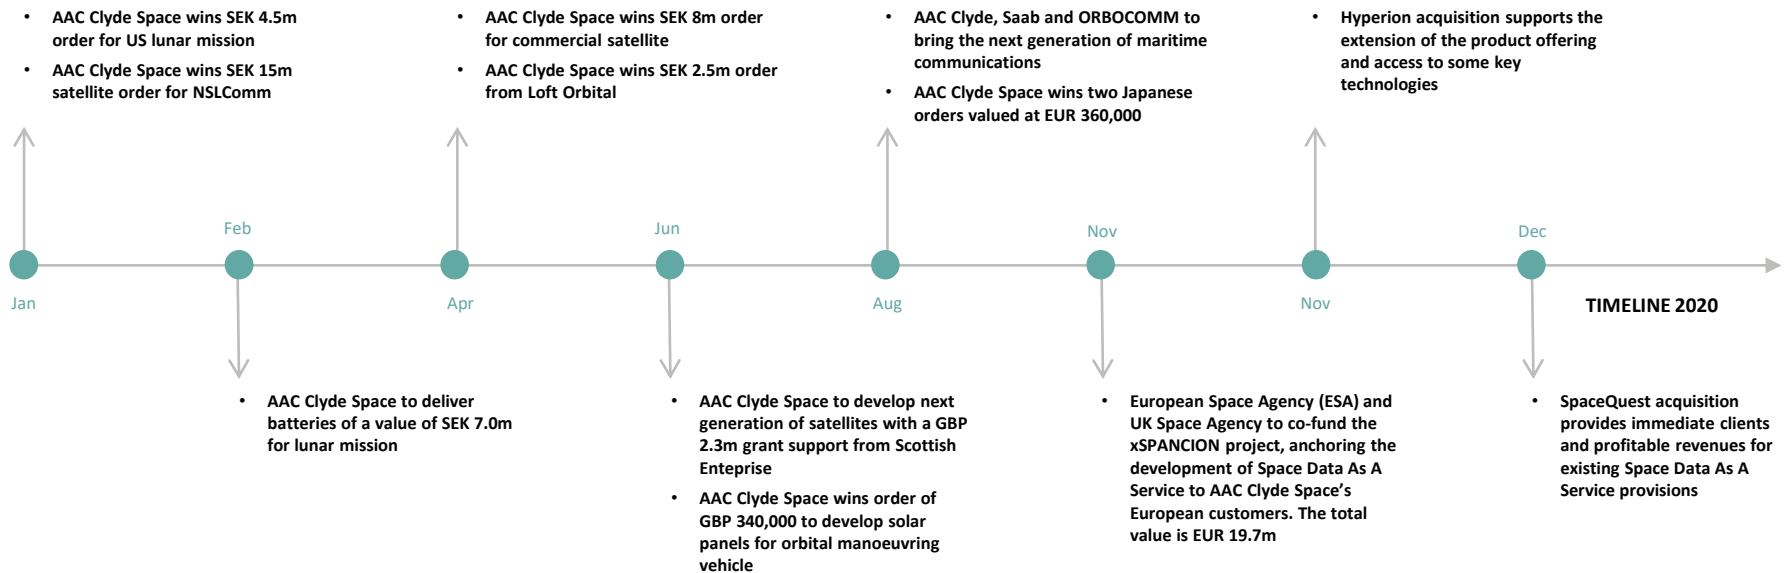 • AAC Clyde Space wins SEK 4.5m
order for US lunar mission
• AAC Clyde Space wins SEK 15m
satellite order for NSLComm
• AAC Clyde Space wins SEK 8m order
for commercial satellite
• AAC Clyde Space wins SEK 2.5m order
from Loft Orbital
• AAC Clyde, Saab and ORBOCOMM to
bring the next generation of maritime
communications
• AAC Clyde Space wins two Japanese
orders valued at EUR 360,000
• Hyperion acquisition supports the
extension of the product offering
and access to some key
technologies
Feb
Jun
Nov
Dec
Jan
Apr
Aug
Nov
TIMELINE 2020
• AAC Clyde Space to deliver
batteries of a value of SEK 7.0m
for lunar mission
• AAC Clyde Space to develop next
generation of satellites with a GBP
2.3m grant support from Scottish
Enteprise
• AAC Clyde Space wins order of
GBP 340,000 to develop solar
panels for orbital manoeuvring
vehicle
• European Space Agency (ESA) and
UK Space Agency to co-fund the
xSPANCION project, anchoring the
development of Space Data As A
Service to AAC Clyde Space’s
European customers. The total
value is EUR 19.7m
• SpaceQuest acquisition
provides immediate clients
and profitable revenues for
existing Space Data As A
Service provisions